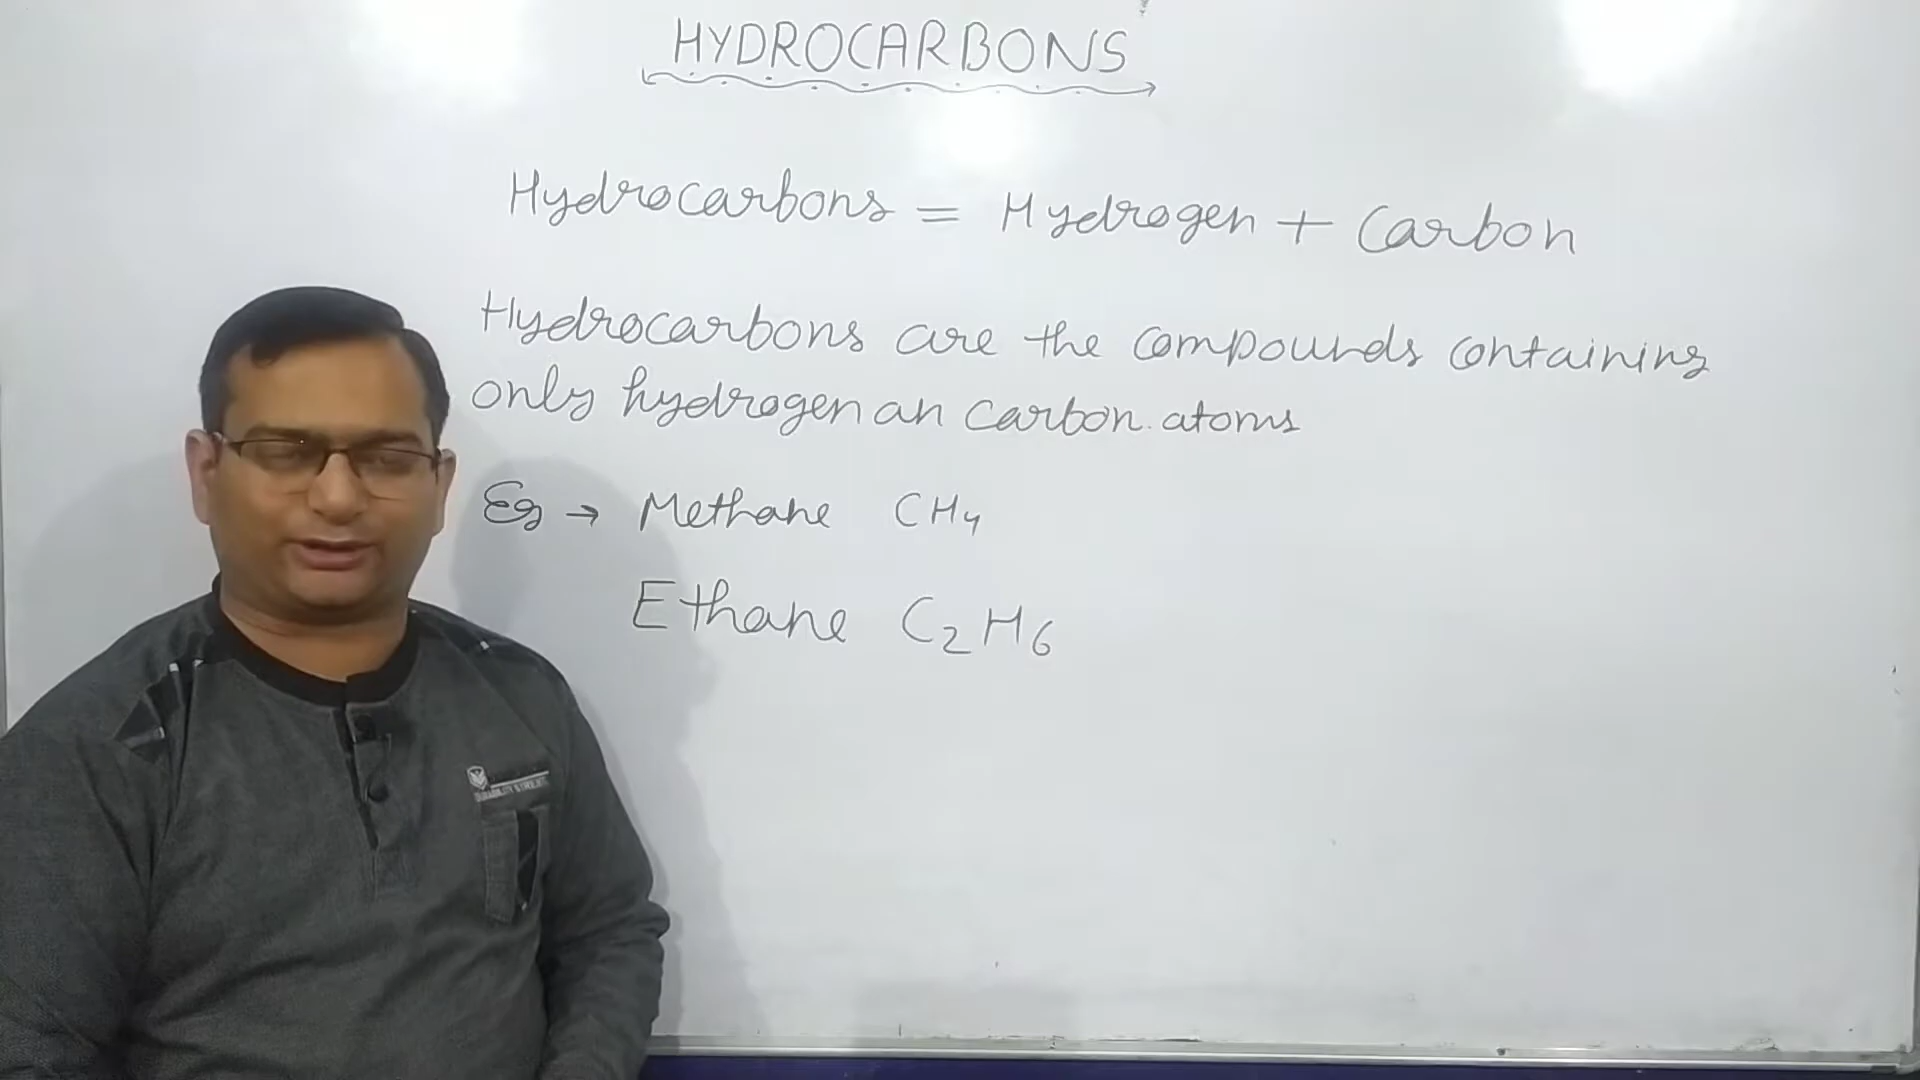 HYDROCARBONS
Hydrocarbons = Hydrogen + Carbon
Hydrocarbons are the compounds containing
only hydrogen an carbon. atoms
Eg → Methane CH4
Ethane C2H6